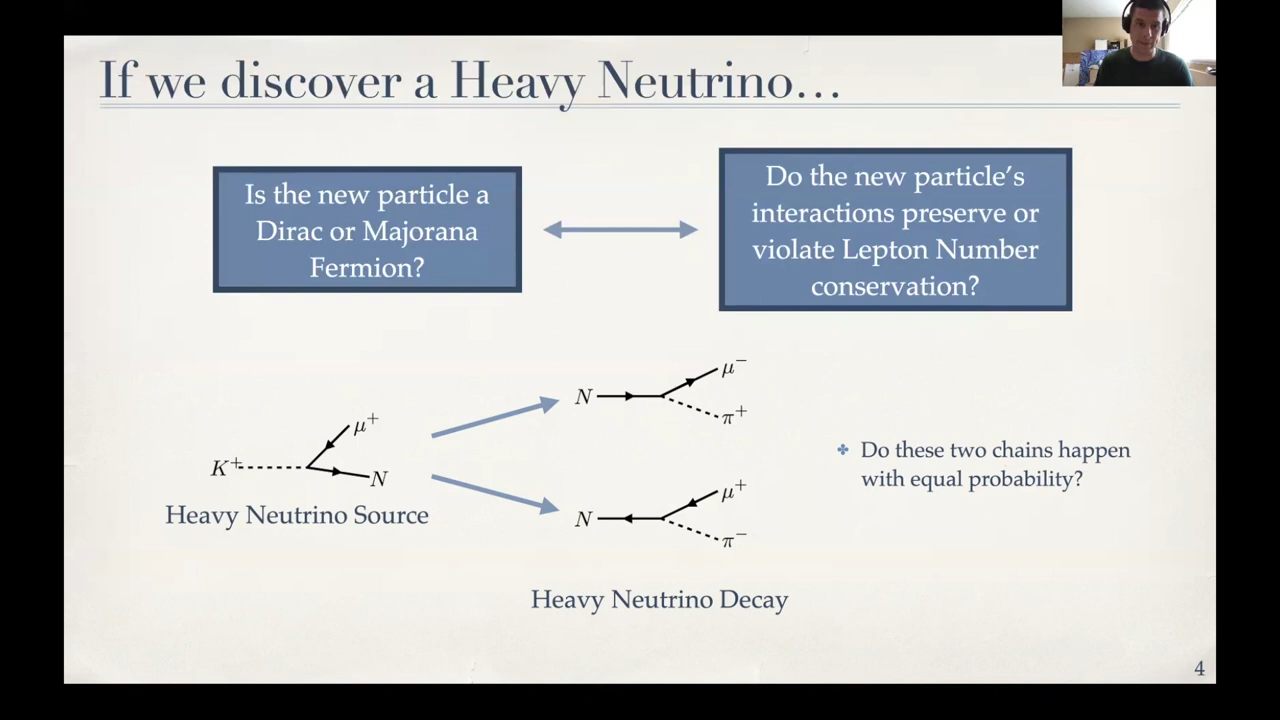 If we discover a Heavy Neutrino…
Is the new particle a
Dirac or Majorana
Fermion?
Do the new particle's
interactions preserve or
violate Lepton Number
conservation?
K⁺
μ⁺
N
Heavy Neutrino Source
N
μ⁻
π⁺
N
μ⁺
π⁻
Heavy Neutrino Decay
Do these two chains happen
with equal probability?
4